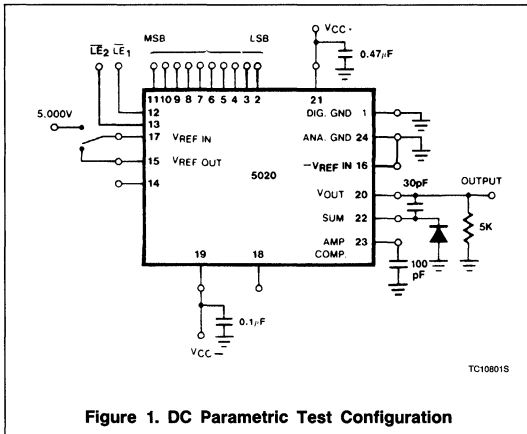 VCC+
MSB LSB
LE2 LE1
0.47μF
11 10 9 8 7 6 5 4 3 2 21
12
13
DIG. GND 1
5.000V
17 VREF IN
ANA. GND 24
15 VREF OUT
-VREF IN 16
14
5020
30pF
OUTPUT
VOUT 20
SUM 22
5K
AMP 23
COMP.
19 18
100
pF
0.1μF
VCC-
TC10801S
Figure 1. DC Parametric Test Configuration